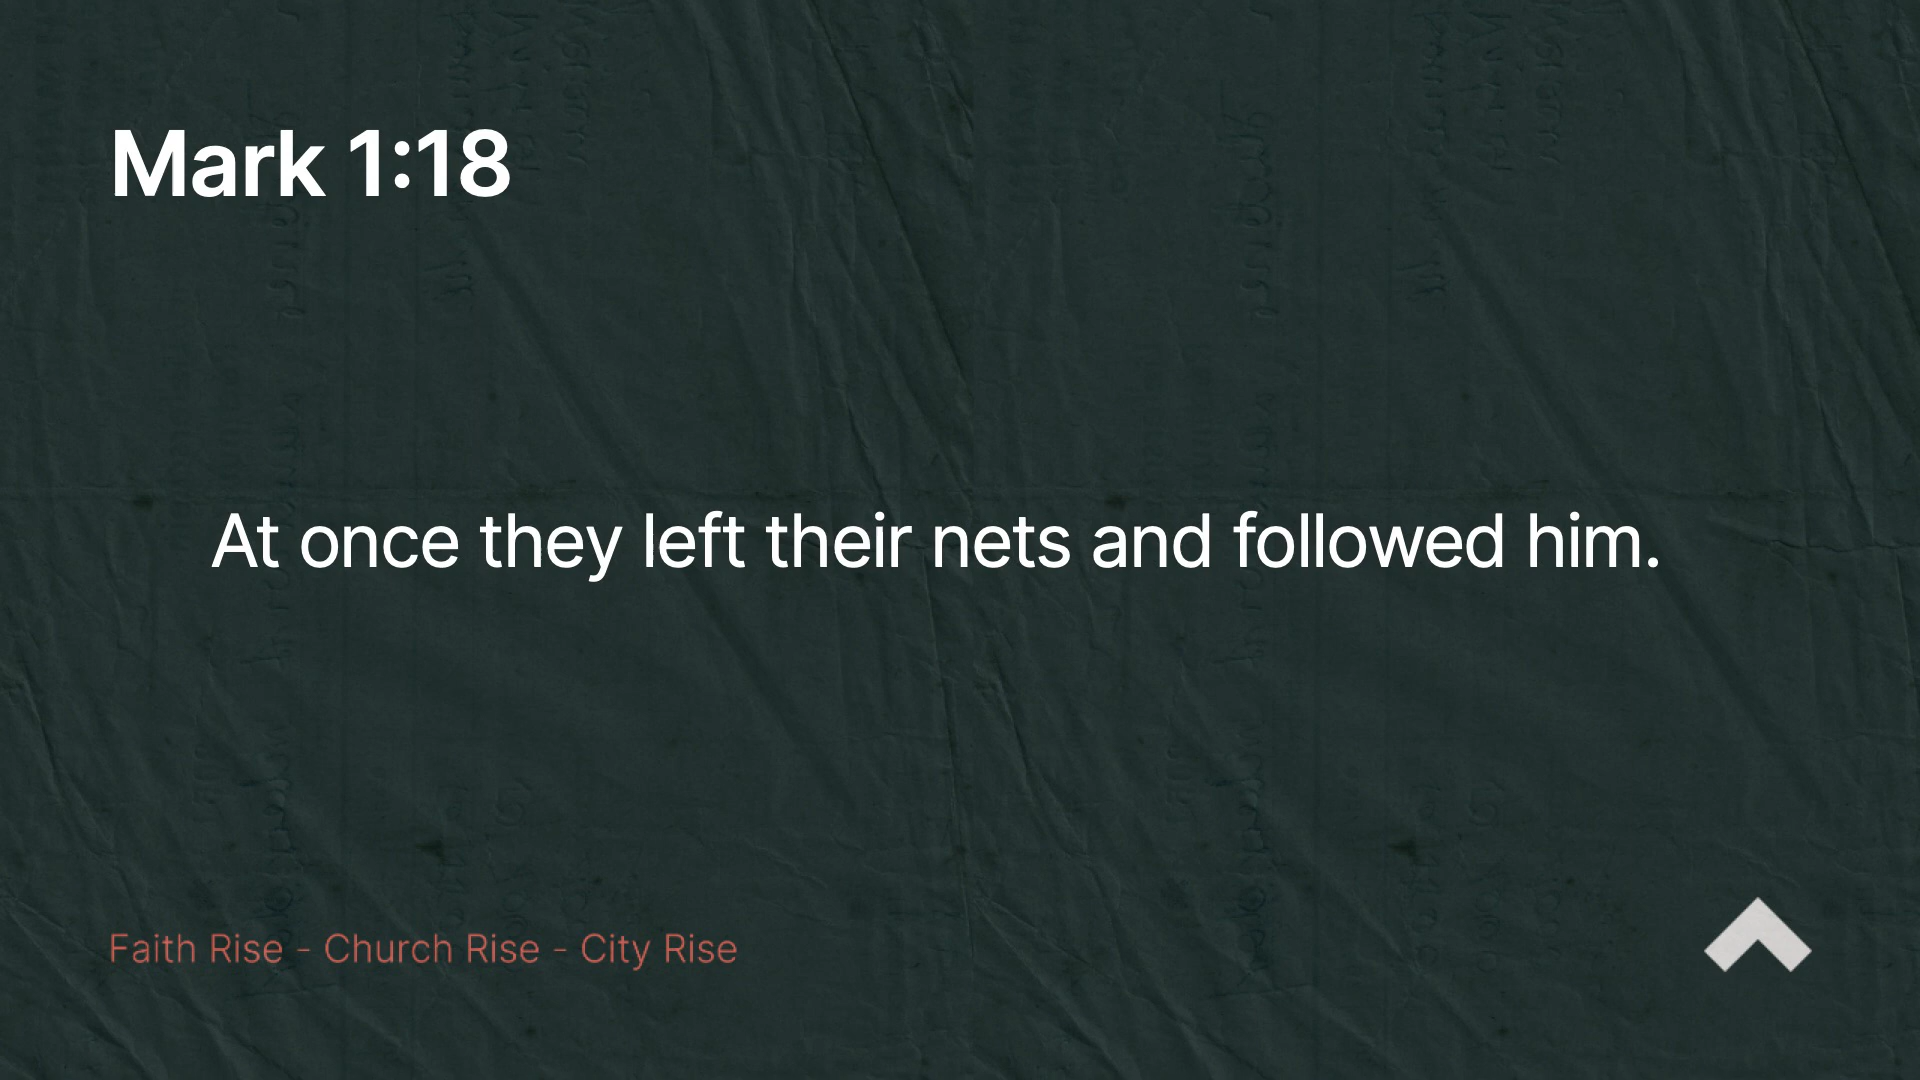 Mark 1:18
At once they left their nets and followed him.
Faith Rise - Church Rise - City Rise